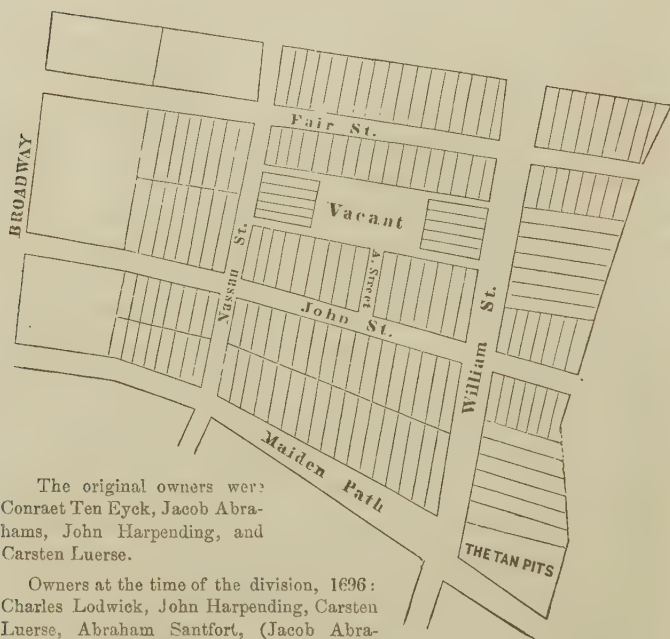 Fair St.
BROADWAY
Vacant
Nassau St.
A. Street
John St.
William St.
Maiden Path
THE TAN PITS
The original owners were
Conraet Ten Eyck, Jacob Abra-
hams, John Harpending, and
Carsten Luerse.
Owners at the time of the division, 1696:
Charles Lodwick, John Harpending, Carsten
Luerse, Abraham Santfort, (Jacob Abra-